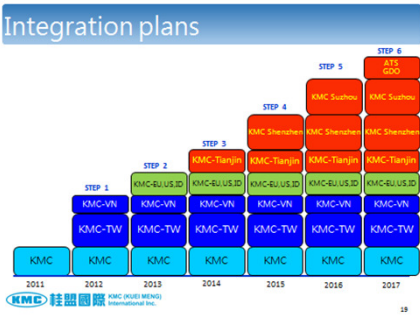 Integration plans
STEP 6
ATS
GDO
STEP 5
KMC Suzhou
KMC Suzhou
STEP 4
KMC Shenzhen
KMC Shenzhen
KMC Shenzhen
STEP 3
KMC-Tianjin
KMC-Tianjin
KMC-Tianjin
KMC-Tianjin
STEP 2
KMC-EU,US,ID
KMC-EU,US,ID
KMC-EU,US,ID
KMC-EU,US,ID
KMC-EU,US,ID
STEP 1
KMC-VN
KMC-VN
KMC-VN
KMC-VN
KMC-VN
KMC-VN
KMC-TW
KMC-TW
KMC-TW
KMC-TW
KMC-TW
KMC-TW
KMC
KMC
KMC
KMC
KMC
KMC
KMC
2011
2012
2013
2014
2015
2016
2017
KMC 桂盟國際 KMC (KUEI MENG)
International Inc.
19